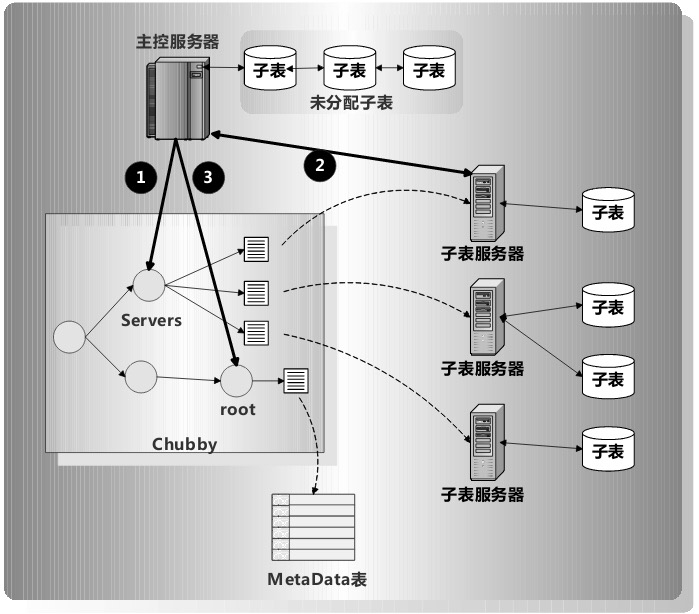 主控服务器
子表
子表
子表
未分配子表
1
3
2
子表
子表服务器
Servers
子表
子表服务器
子表
root
子表
Chubby
子表服务器
MetaData表